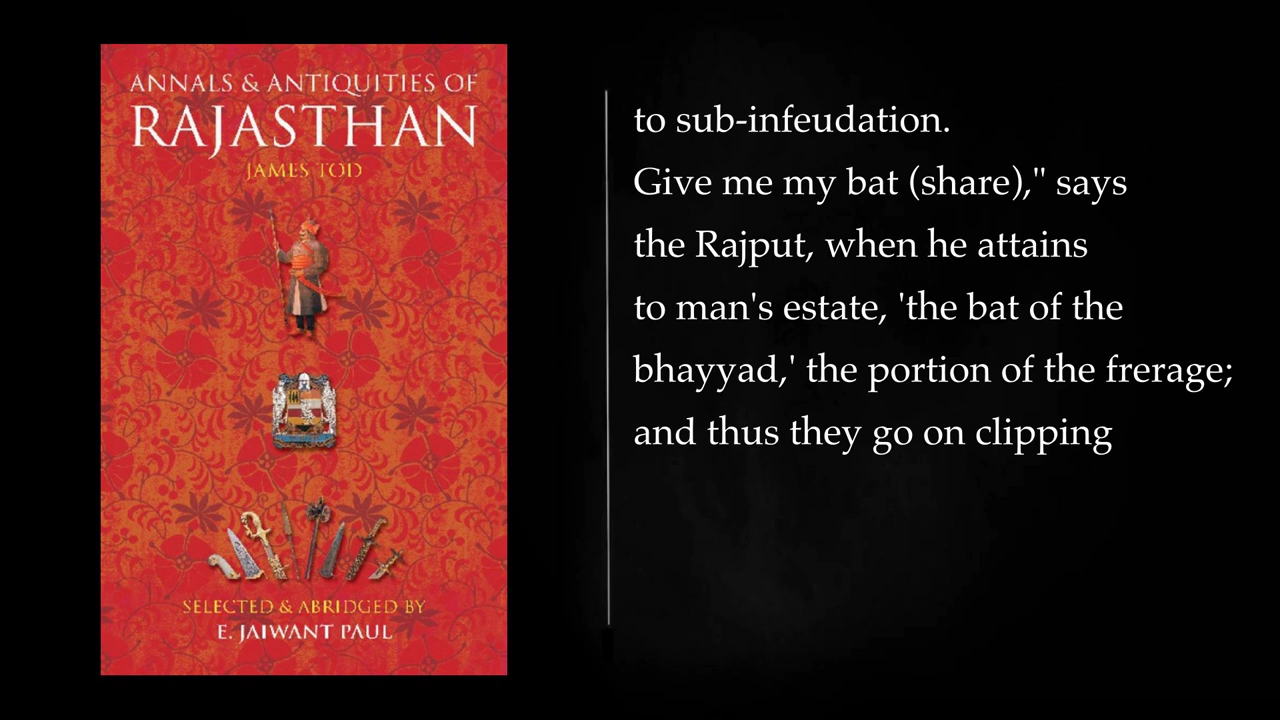 ANNALS & ANTIQUITIES OF
RAJASTHAN
JAMES TOD
SELECTED & ABRIDGED BY
E. JAIWANT PAUL
to sub-infeudation.
Give me my bat (share)," says
the Rajput, when he attains
to man's estate, 'the bat of the
bhayyad,' the portion of the frerage;
and thus they go on clipping